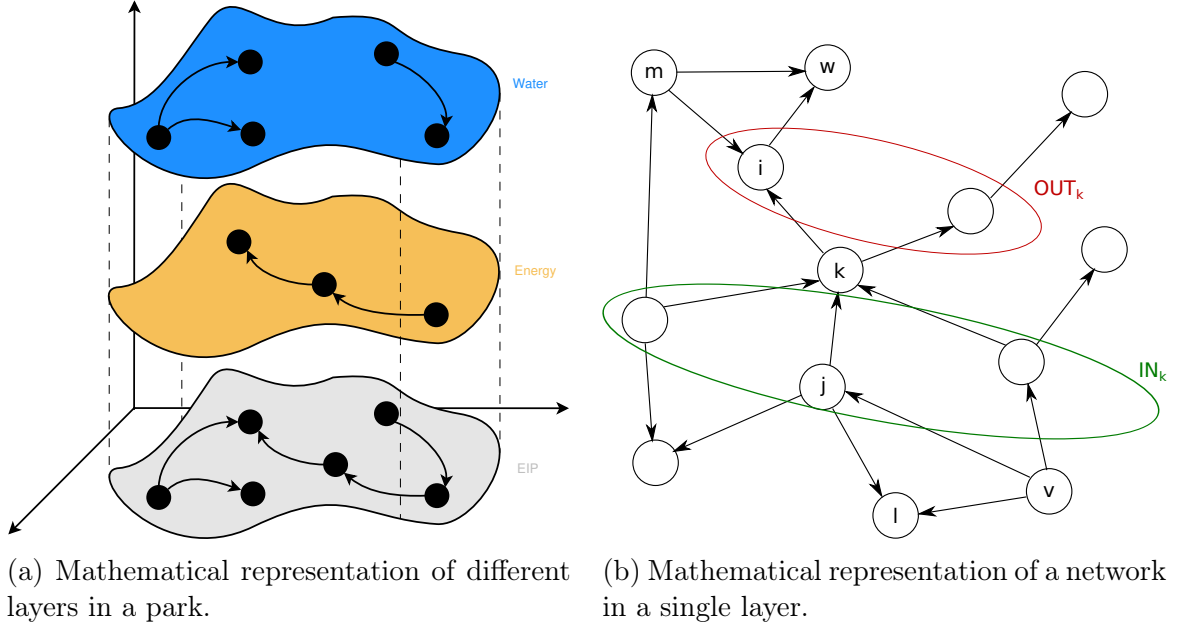 Water
Energy
EIP
(a) Mathematical representation of different
layers in a park.
m
w
i
OUTk
k
INk
j
v
l
(b) Mathematical representation of a network
in a single layer.